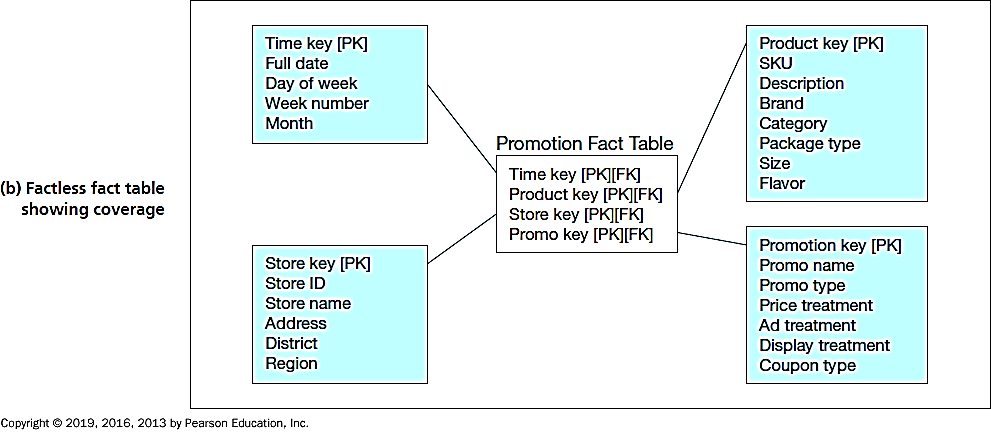 (b) Factless fact table
showing coverage
Time key [PK]
Full date
Day of week
Week number
Month
Product key [PK]
SKU
Description
Brand
Category
Package type
Size
Flavor
Promotion Fact Table
Time key [PK][FK]
Product key [PK][FK]
Store key [PK][FK]
Promo key [PK][FK]
Store key [PK]
Store ID
Store name
Address
District
Region
Promotion key [PK]
Promo name
Promo type
Price treatment
Ad treatment
Display treatment
Coupon type
Copyright © 2019, 2016, 2013 by Pearson Education, Inc.